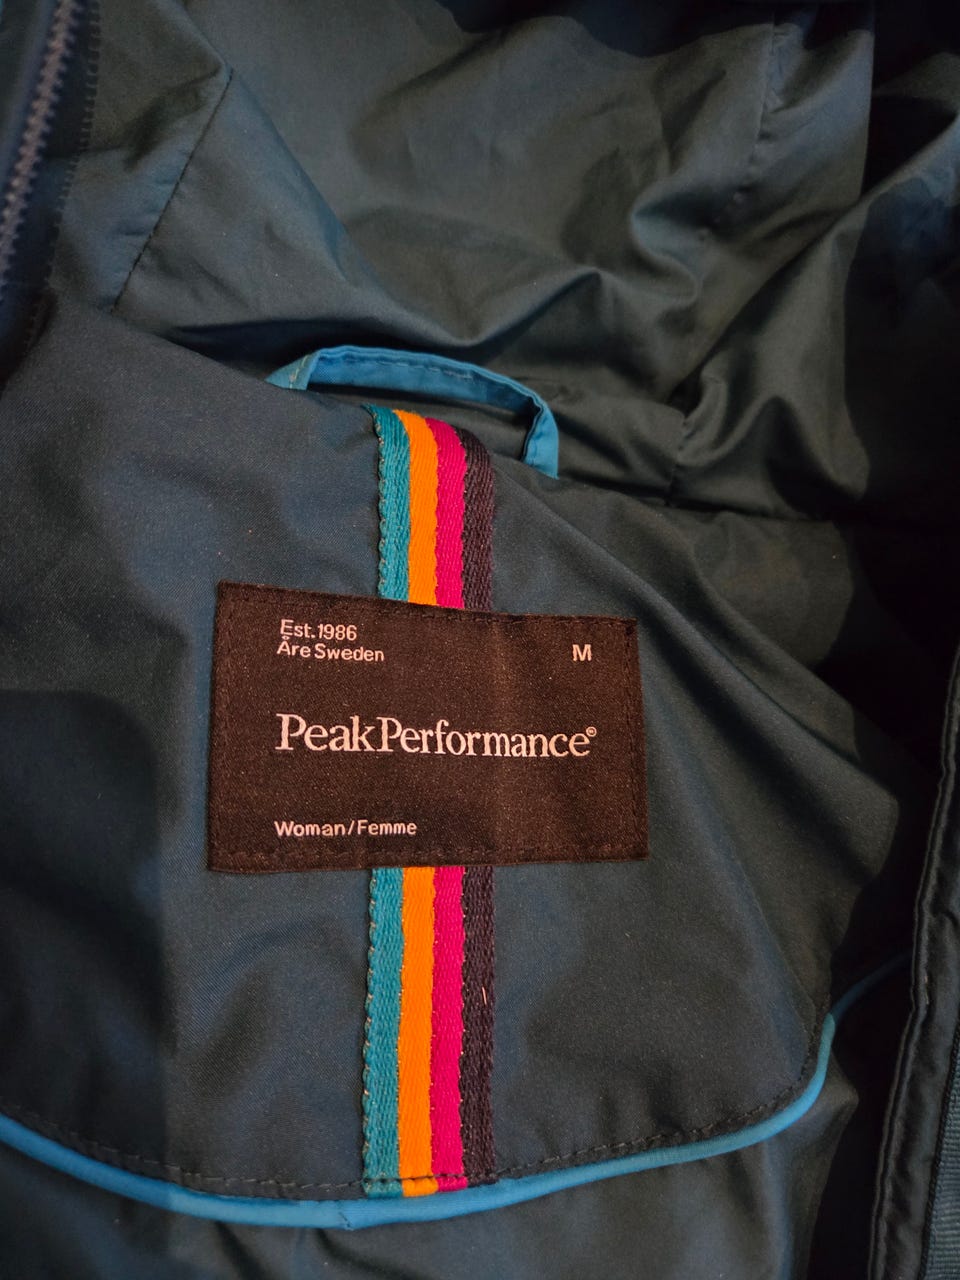 Est.1986
Åre Sweden
M
PeakPerformance®
Woman/Femme